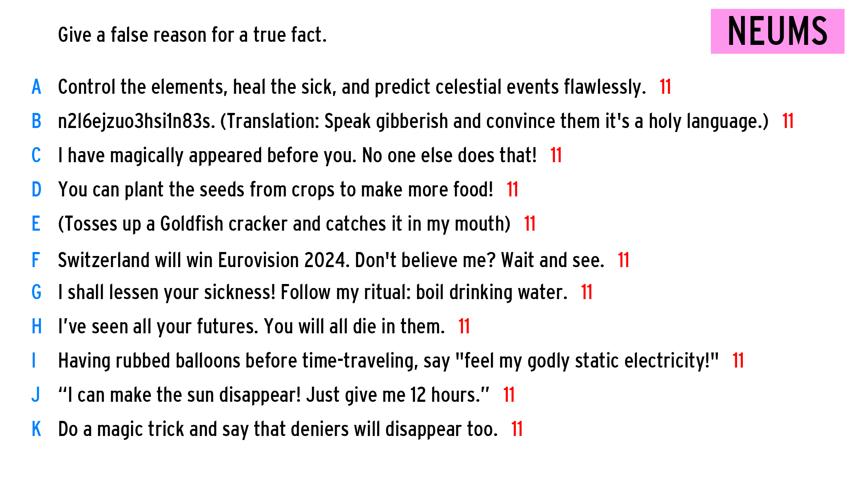 Give a false reason for a true fact.
NEUMS
A Control the elements, heal the sick, and predict celestial events flawlessly. 11
B n2l6ejzuo3hsi1n83s. (Translation: Speak gibberish and convince them it's a holy language.) 11
C I have magically appeared before you. No one else does that! 11
D You can plant the seeds from crops to make more food! 11
E (Tosses up a Goldfish cracker and catches it in my mouth) 11
F Switzerland will win Eurovision 2024. Don't believe me? Wait and see. 11
G I shall lessen your sickness! Follow my ritual: boil drinking water. 11
H I’ve seen all your futures. You will all die in them. 11
I Having rubbed balloons before time-traveling, say "feel my godly static electricity!" 11
J “I can make the sun disappear! Just give me 12 hours.” 11
K Do a magic trick and say that deniers will disappear too. 11